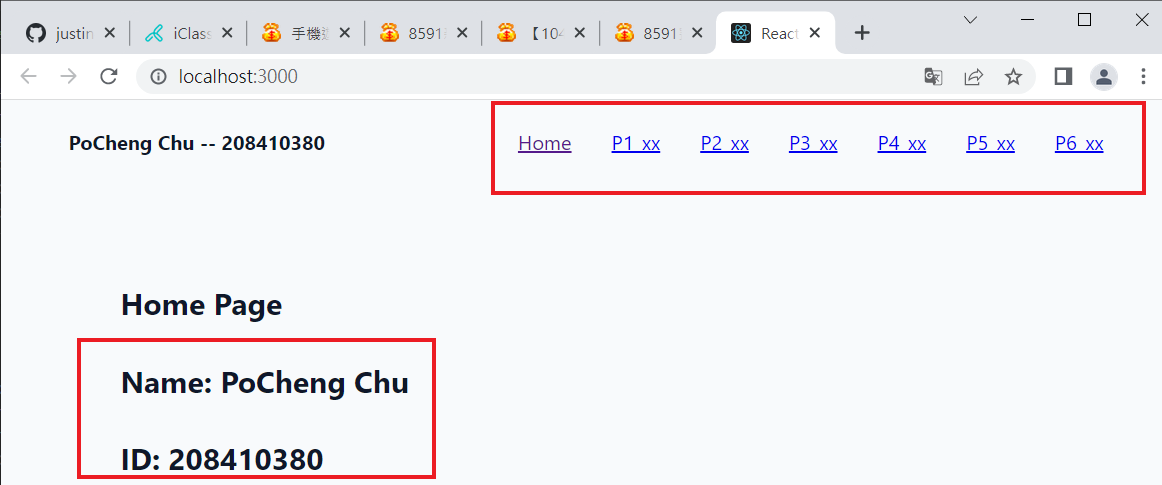 justin iClass 手機 8591 【104 8591 React
localhost:3000
PoCheng Chu -- 208410380 Home P1_xx P2_xx P3_xx P4_xx P5_xx P6_xx
Home Page
Name: PoCheng Chu
ID: 208410380